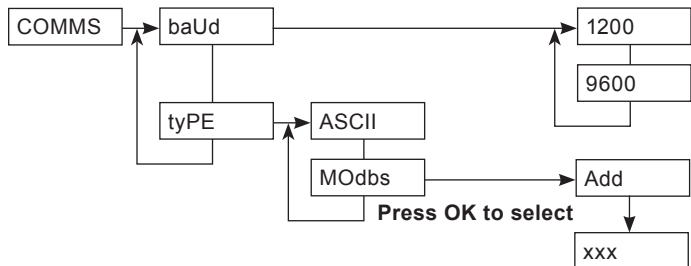 COMMS
baUd
1200
9600
tyPE
ASCII
MOdbs
Add
Press OK to select
xxx